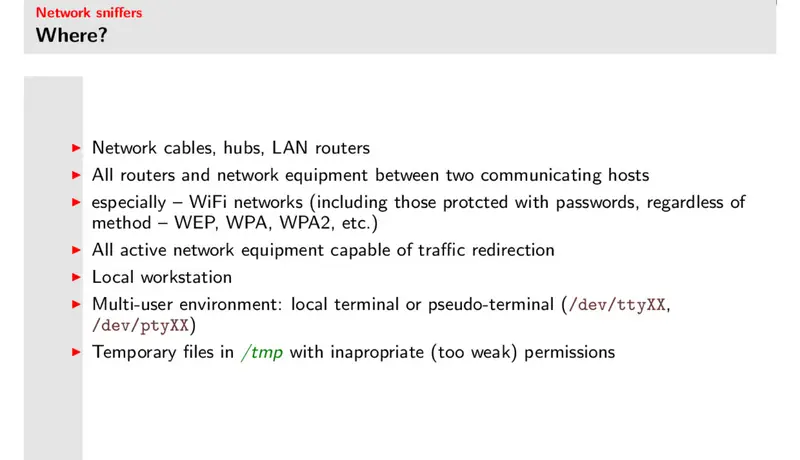 Network sniffers
Where?
▶ Network cables, hubs, LAN routers
▶ All routers and network equipment between two communicating hosts
▶ especially – WiFi networks (including those protcted with passwords, regardless of
method – WEP, WPA, WPA2, etc.)
▶ All active network equipment capable of traffic redirection
▶ Local workstation
▶ Multi-user environment: local terminal or pseudo-terminal (/dev/ttyXX,
/dev/ptyXX)
▶ Temporary files in /tmp with inapropriate (too weak) permissions